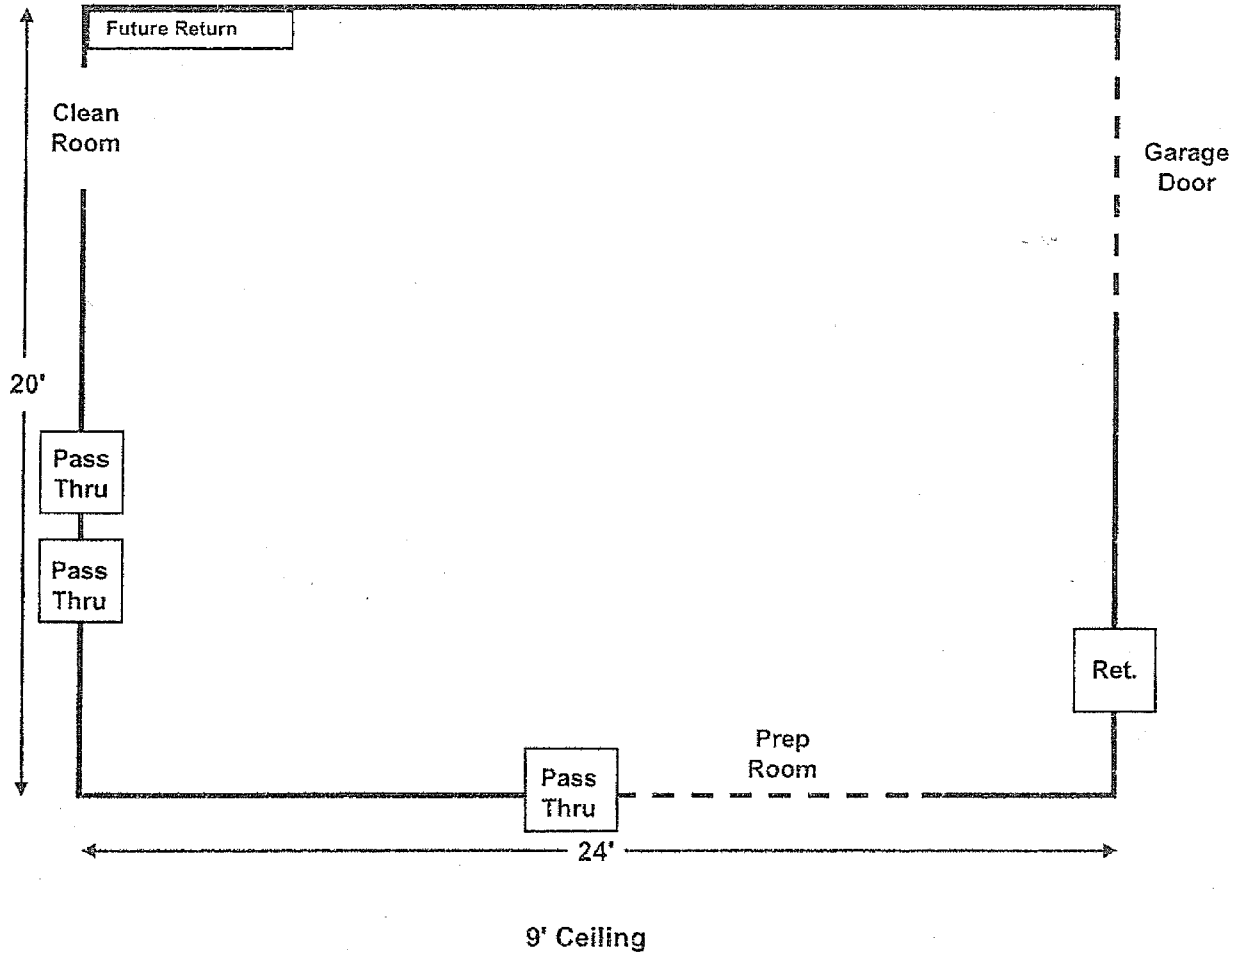 Future Return
Clean
Room
Garage
Door
20'
Pass
Thru
Pass
Thru
Ret.
Prep
Room
Pass
Thru
24'
9' Ceiling